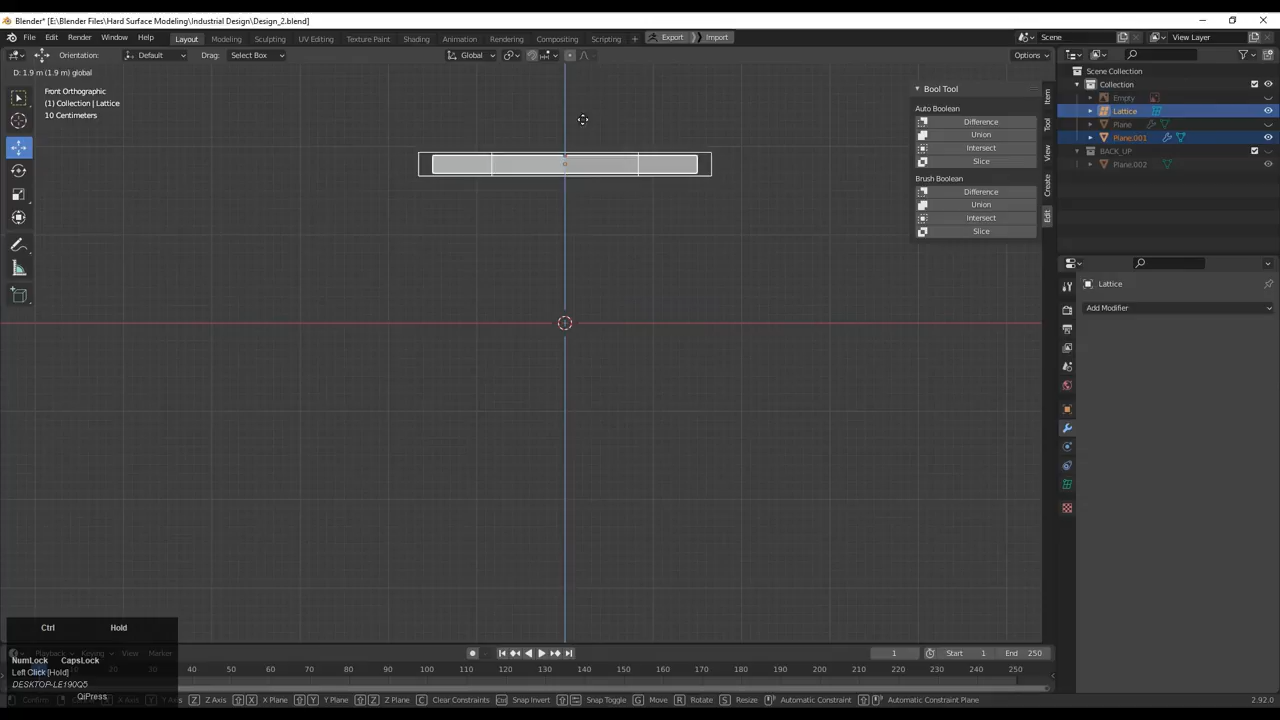 Blender* [E:\Blender Files\Hard Surface Modeling\Industrial Design\Design_2.blend]
File Edit Render Window Help Layout Modeling Sculpting UV Editing Texture Paint Shading Animation Rendering Compositing Scripting + Export Import Scene View Layer
Orientation: Default Drag: Select Box Global Options
D: 1.9 m (1.9 m) global
Front Orthographic
(1) Collection | Lattice
10 Centimeters
Bool Tool
Auto Boolean
Difference
Union
Intersect
Slice
Brush Boolean
Difference
Union
Intersect
Slice
Item
Tool
View
Create
Edit
Scene Collection
Collection
Empty
Lattice
Plane
Plane.001
BACK_UP
Plane.002
Lattice
Add Modifier
Ctrl Hold
NumLock CapsLock
Left Click [Hold]
DESKTOP-LE190Q5
QiPress
Playback Keying View Marker
1 Start 1 End 250
40 50 60 70 80 90 100 110 120 130 140 150 160 170 180 190 200 210 220 230 240 250
Z Axis X Plane Y Plane Z Plane Clear Constraints Snap Invert Snap Toggle Move Rotate Resize Automatic Constraint Automatic Constraint Plane 2.92.0